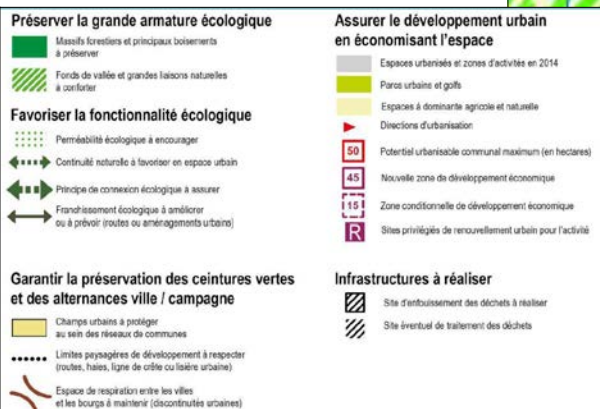 Préserver la grande armature écologique
Massifs forestiers et principaux boisements
à préserver
Fonds de vallée et grandes liaisons naturelles
à conforter
Favoriser la fonctionnalité écologique
Perméabilité écologique à encourager
Continuité naturelle à favoriser en espace urbain
Principe de connexion écologique à assurer
Franchissement écologique à améliorer
ou à prévoir (routes ou aménagements urbains)
Garantir la préservation des ceintures vertes
et des alternances ville / campagne
Champs urbains à protéger
au sein des réseaux de communes
Limites paysagères de développement à respecter
(routes, haies, ligne de crête ou lisière urbaine)
Espace de respiration entre les villes
et les bourgs à maintenir (discontinuités urbaines)
Assurer le développement urbain
en économisant l'espace
Espaces urbanisés et zones d'activités en 2014
Parcs urbains et golfs
Espaces à dominante agricole et naturelle
Directions d'urbanisation
50 Potentiel urbanisable communal maximum (en hectares)
45 Nouvelle zone de développement économique
15 Zone conditionnelle de développement économique
R Sites privilégiés de renouvellement urbain pour l'activité
Infrastructures à réaliser
Site d'enfouissement des déchets à réaliser
Site éventuel de traitement des déchets